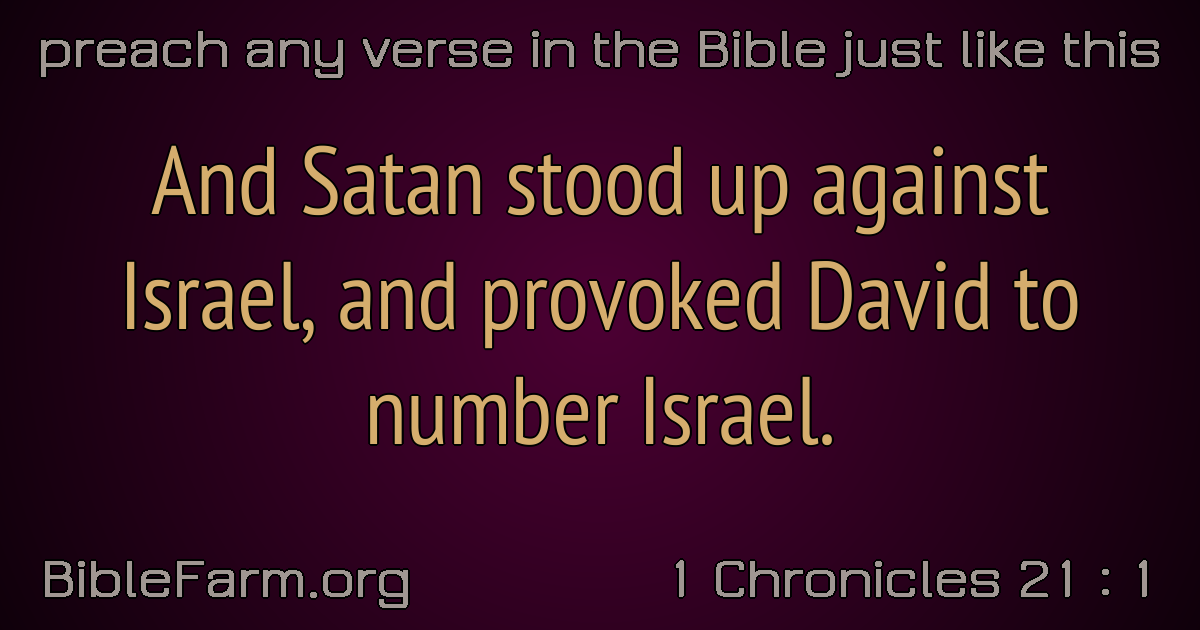 preach any verse in the Bible just like this
And Satan stood up against
Israel, and provoked David to
number Israel.
BibleFarm.org
1 Chronicles 21 : 1